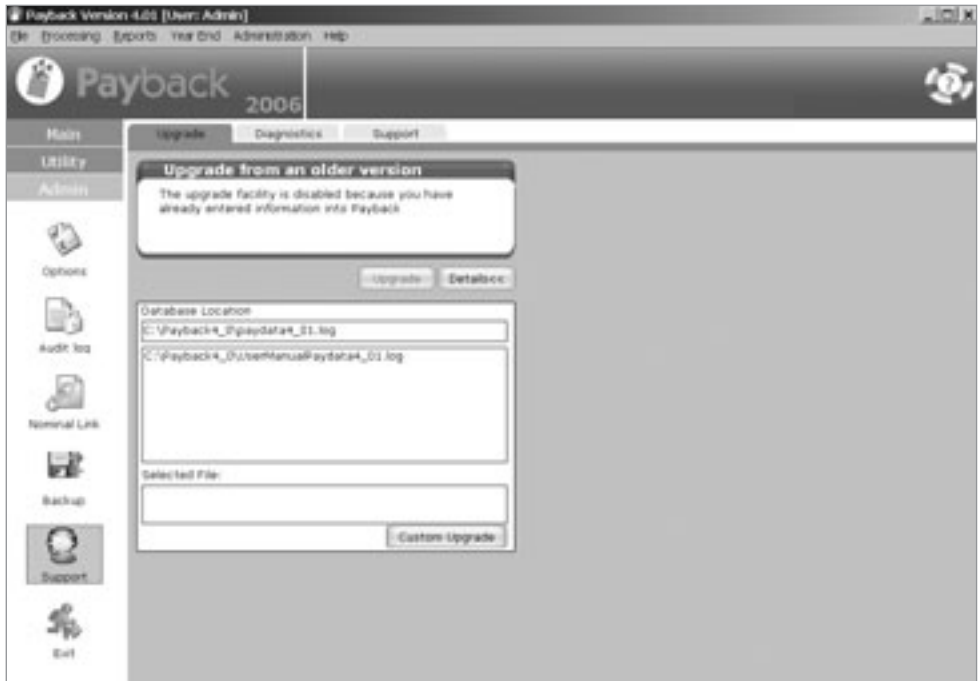 Payback Version 4.01 [User: Admin]
File Processing Reports Year End Administration Help
Payback 2006
Main
Utility
Admin
Options
Audit log
Nominal Link
Backup
Support
Exit
Upgrade Diagnostics Support
Upgrade from an older version
The upgrade facility is disabled because you have
already entered information into Payback
Upgrade Details<<
Database Location
C:\Payback4_0\paydata4_01.log
C:\Payback4_0\UserManualPaydata4_01.log
Selected File:
Custom Upgrade